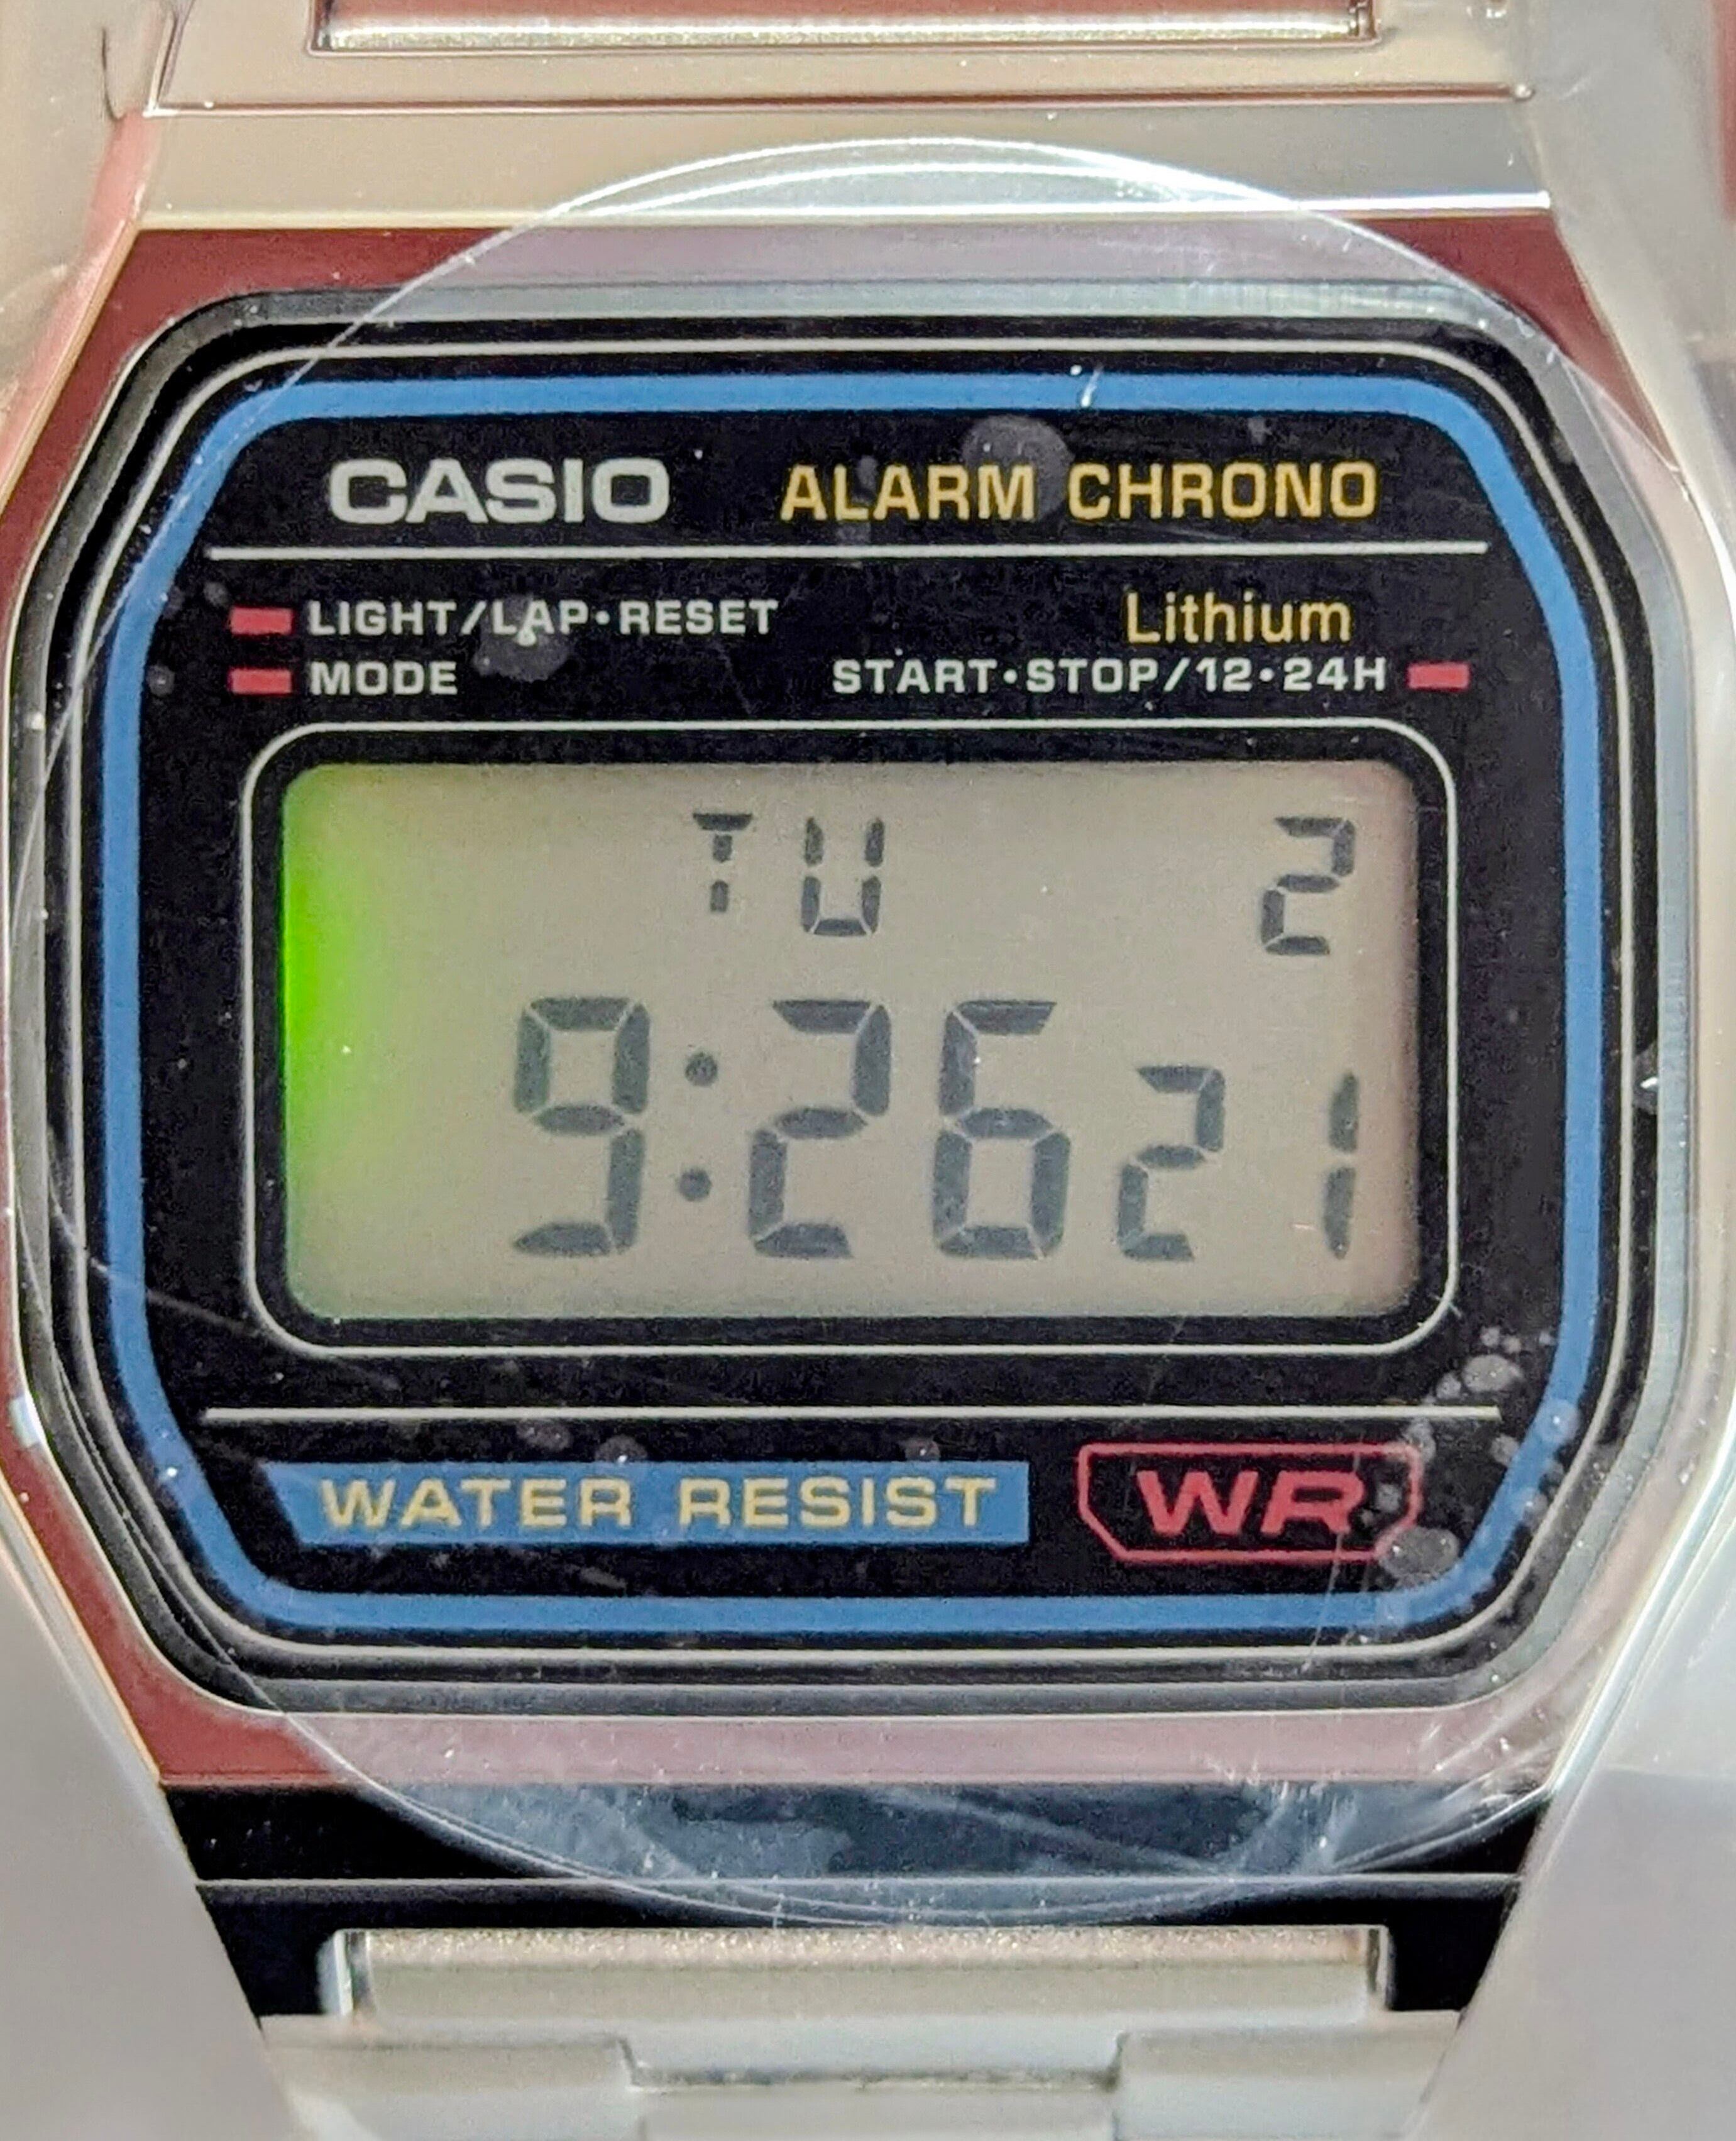 CASIO ALARM CHRONO
LIGHT/LAP•RESET Lithium
MODE START•STOP/12•24H
TU 2
9:26 21
WATER RESIST WR